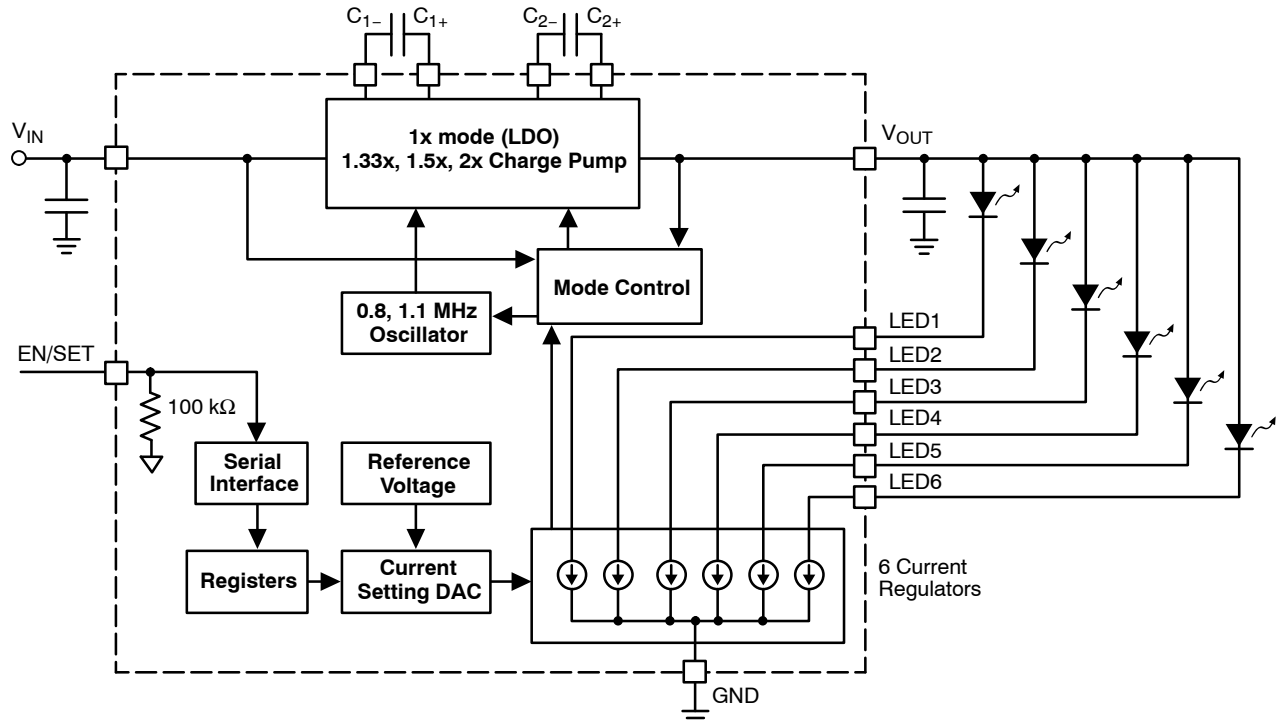 C1− C1+ C2− C2+
VIN
1x mode (LDO)
1.33x, 1.5x, 2x Charge Pump
VOUT
Mode Control
0.8, 1.1 MHz
Oscillator
LED1
EN/SET
LED2
LED3
100 kΩ
LED4
Serial
Interface
Reference
Voltage
LED5
LED6
Registers
Current
Setting DAC
6 Current
Regulators
GND